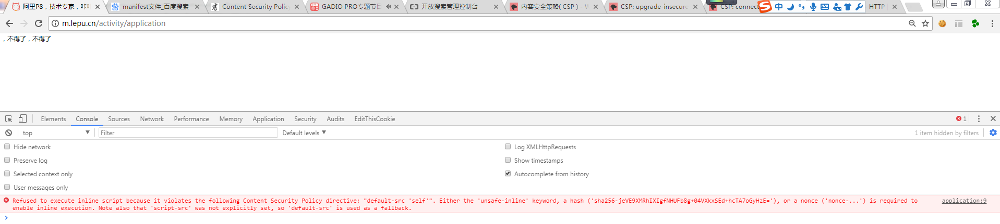 阿里P8，技术专家，咔
manifest文件_百度搜索
Content Security Policy
GADIO PRO专题节目
开放搜索管理控制台
内容安全策略( CSP ) -
CSP: upgrade-insecure
CSP: connect
中
- HTTP
m.lepu.cn/activity/application
，不得了，不得了
Elements Console Sources Network Performance Memory Application Security Audits EditThisCookie 1
top Filter Default levels 1 item hidden by filters
Hide network Log XMLHttpRequests
Preserve log Show timestamps
Selected context only Autocomplete from history
User messages only
Refused to execute inline script because it violates the following Content Security Policy directive: "default-src 'self'". Either the 'unsafe-inline' keyword, a hash ('sha256-jeVE9XMRhIXIgfNHUFb8g+04VXkxSEd+hcTA7oGyHzE='), or a nonce ('nonce-...') is required to application:9
enable inline execution. Note also that 'script-src' was not explicitly set, so 'default-src' is used as a fallback.